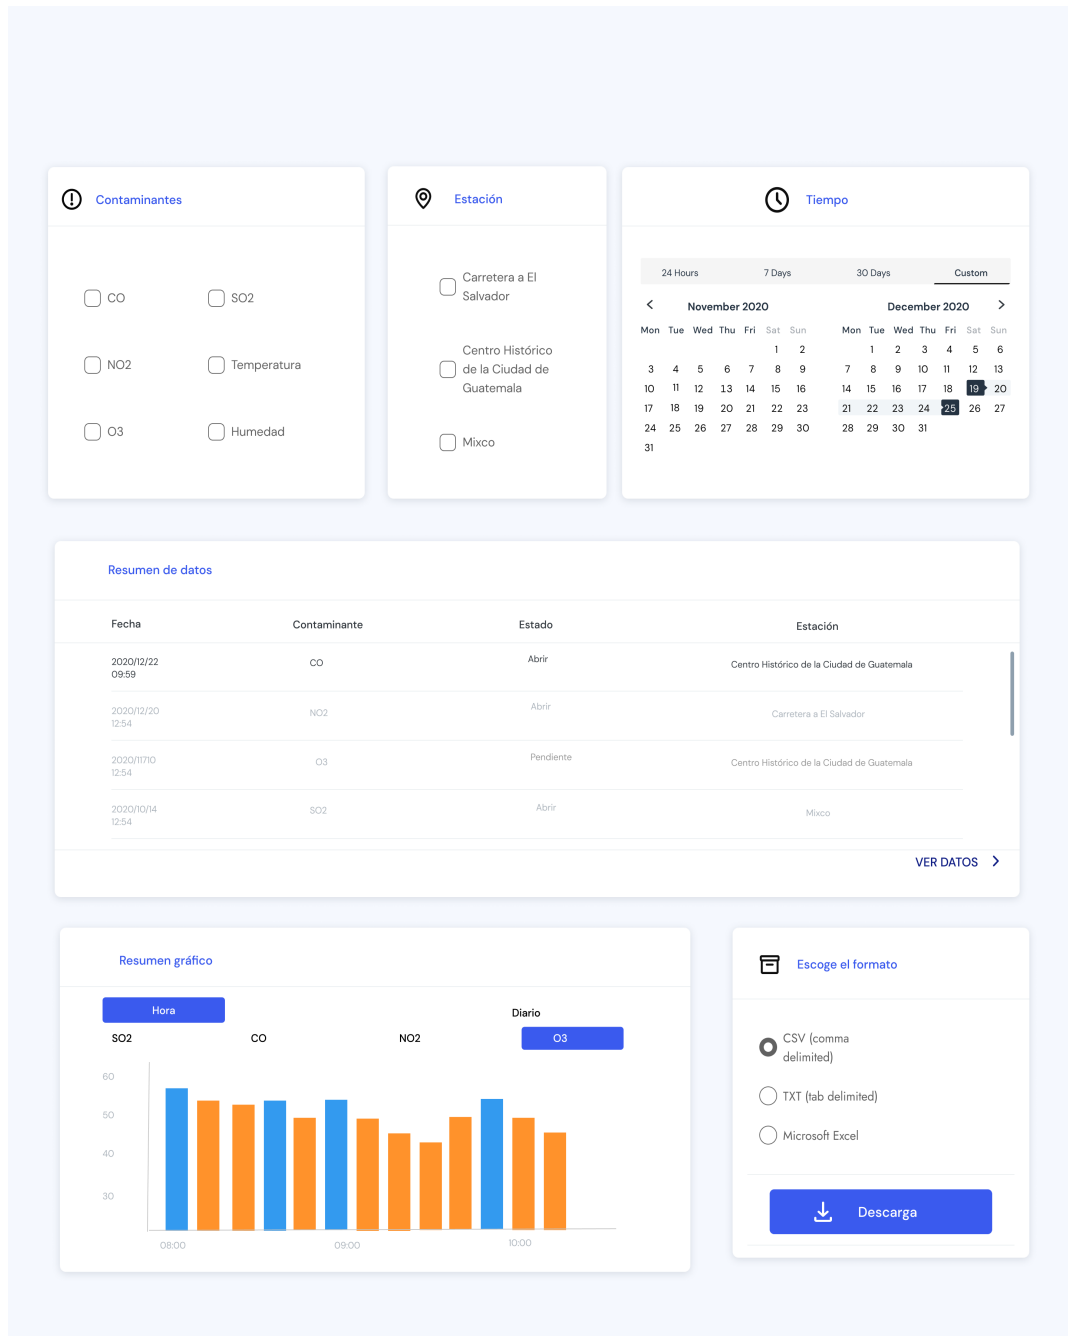 Contaminantes
CO
SO2
NO2
Temperatura
O3
Humedad
Estación
Carretera a El
Salvador
Centro Histórico
de la Ciudad de
Guatemala
Mixco
Tiempo
24 Hours 7 Days 30 Days Custom
November 2020
Mon Tue Wed Thu Fri Sat Sun
1 2
3 4 5 6 7 8 9
10 11 12 13 14 15 16
17 18 19 20 21 22 23
24 25 26 27 28 29 30
31
December 2020
Mon Tue Wed Thu Fri Sat Sun
1 2 3 4 5 6
7 8 9 10 11 12 13
14 15 16 17 18 19 20
21 22 23 24 25 26 27
28 29 30 31
Resumen de datos
Fecha Contaminante Estado Estación
2020/12/22
09:59
CO
Abrir
Centro Histórico de la Ciudad de Guatemala
2020/12/20
12:54
NO2
Abrir
Carretera a El Salvador
2020/11710
12:54
O3
Pendiente
Centro Histórico de la Ciudad de Guatemala
2020/10/14
12:54
SO2
Abrir
Mixco
VER DATOS
Resumen gráfico
Hora
Diario
SO2 CO NO2 O3
60
50
40
30
08:00 09:00 10:00
Escoge el formato
CSV (comma
delimited)
TXT (tab delimited)
Microsoft Excel
Descarga